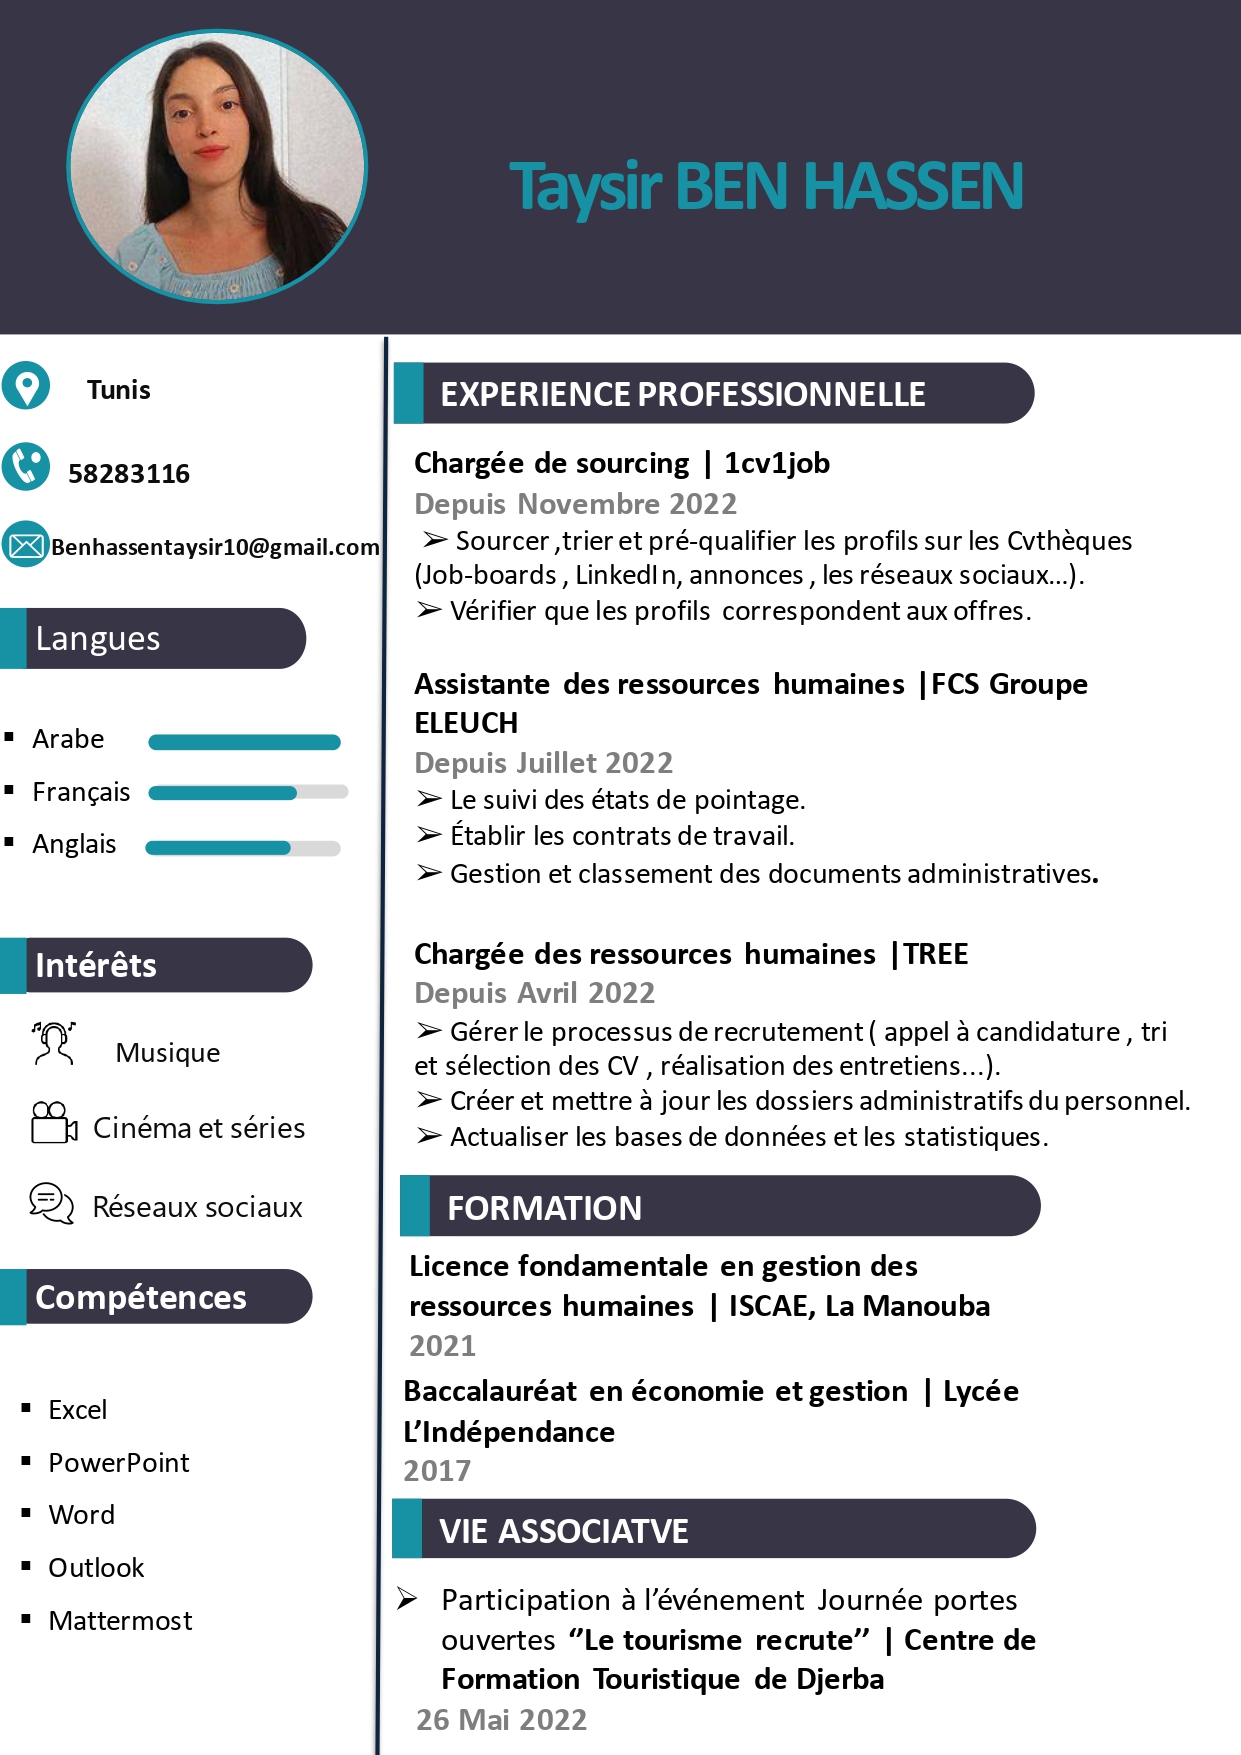 Taysir BEN HASSEN
Tunis
58283116
Benhassentaysir10@gmail.com
Langues
Arabe
Français
Anglais
Intérêts
Musique
Cinéma et séries
Réseaux sociaux
Compétences
Excel
PowerPoint
Word
Outlook
Mattermost
EXPERIENCE PROFESSIONNELLE
Chargée de sourcing | 1cv1job
Depuis Novembre 2022
➢ Sourcer ,trier et pré-qualifier les profils sur les Cvthèques
(Job-boards , LinkedIn, annonces , les réseaux sociaux...).
➢ Vérifier que les profils correspondent aux offres.
Assistante des ressources humaines |FCS Groupe
ELEUCH
Depuis Juillet 2022
➢ Le suivi des états de pointage.
➢ Établir les contrats de travail.
➢ Gestion et classement des documents administratives.
Chargée des ressources humaines |TREE
Depuis Avril 2022
➢ Gérer le processus de recrutement ( appel à candidature , tri
et sélection des CV , réalisation des entretiens...).
➢ Créer et mettre à jour les dossiers administratifs du personnel.
➢ Actualiser les bases de données et les statistiques.
FORMATION
Licence fondamentale en gestion des
ressources humaines | ISCAE, La Manouba
2021
Baccalauréat en économie et gestion | Lycée
L’Indépendance
2017
VIE ASSOCIATVE
➢ Participation à l’événement Journée portes
ouvertes ‘’Le tourisme recrute’’ | Centre de
Formation Touristique de Djerba
26 Mai 2022